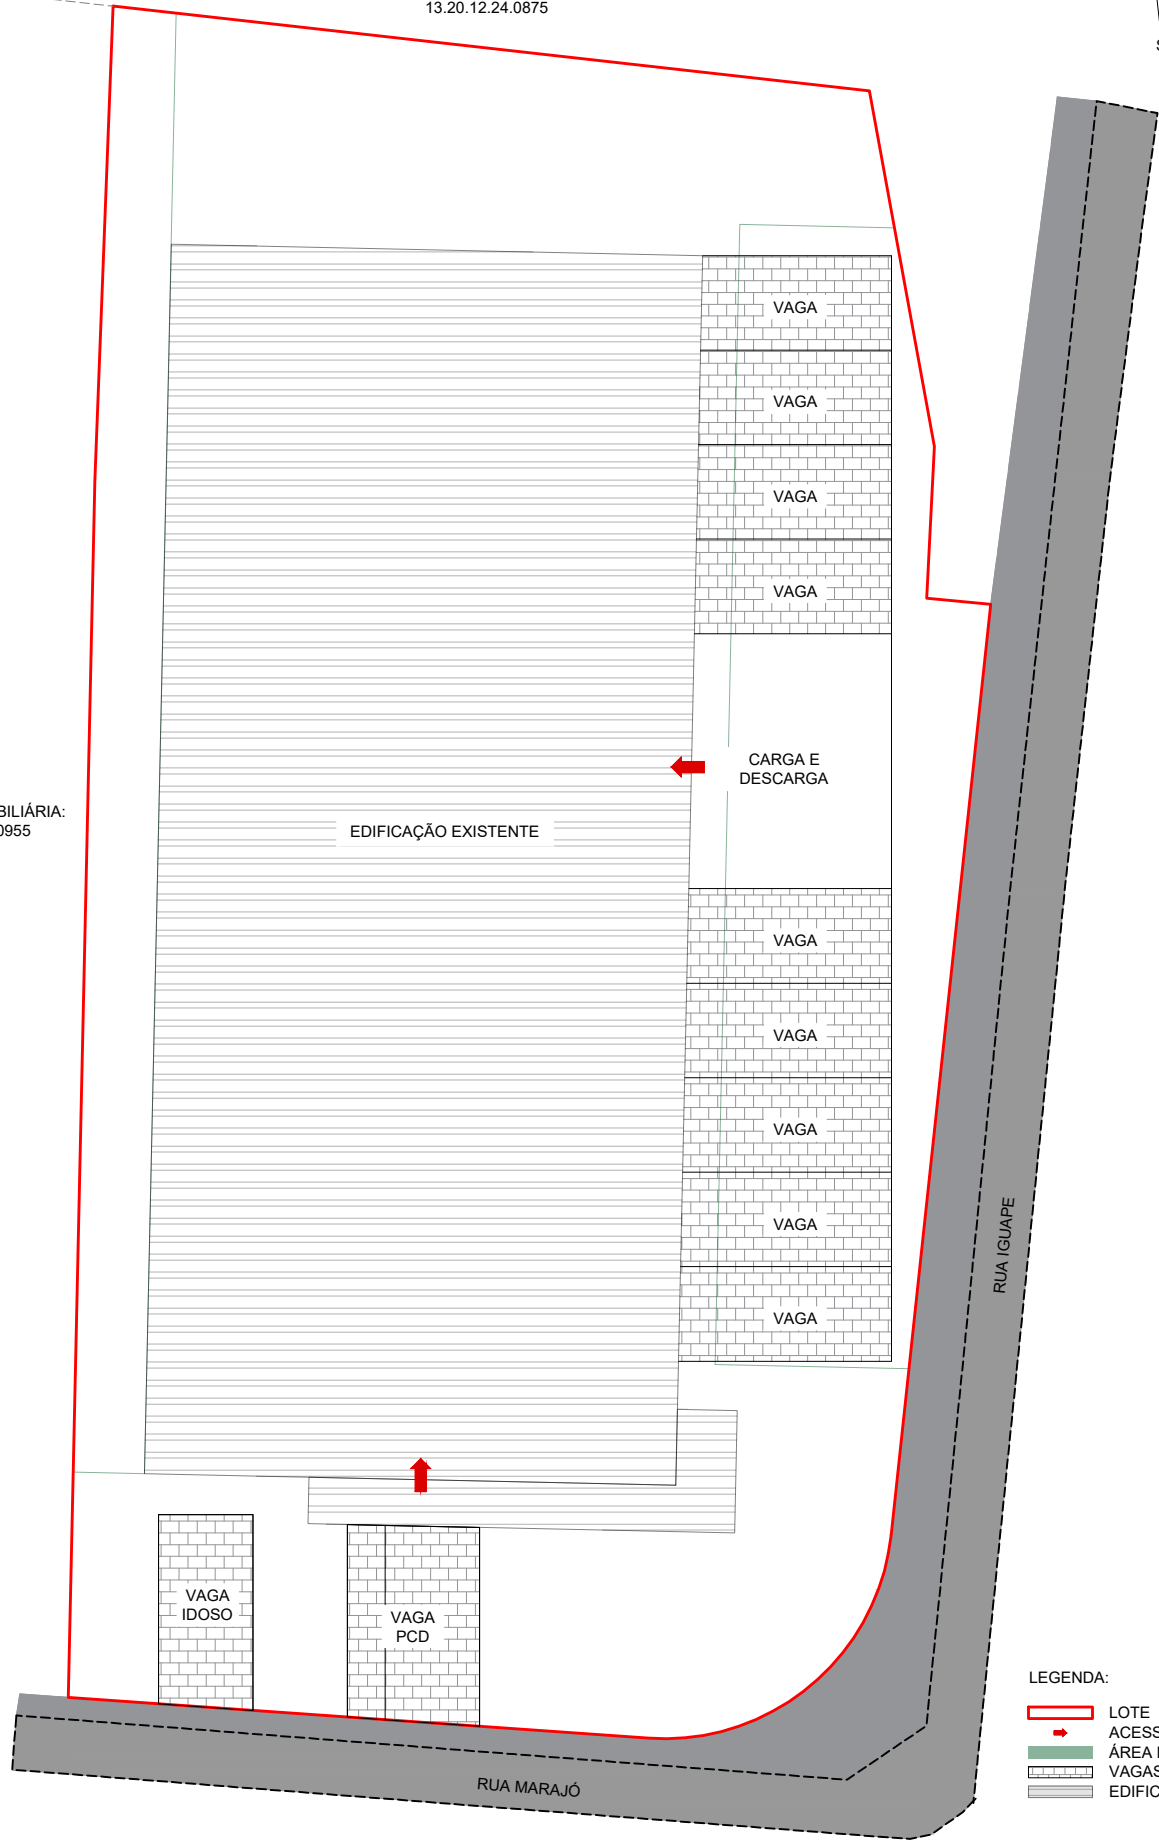 13.20.12.24.0875
VAGA
VAGA
VAGA
VAGA
CARGA E
DESCARGA
BILIÁRIA:
0955
EDIFICAÇÃO EXISTENTE
VAGA
VAGA
VAGA
VAGA
VAGA
RUA IGUAPE
VAGA
IDOSO
VAGA
PCD
RUA MARAJÓ
LEGENDA:
LOTE
ACESS
ÁREA
VAGAS
EDIFIC